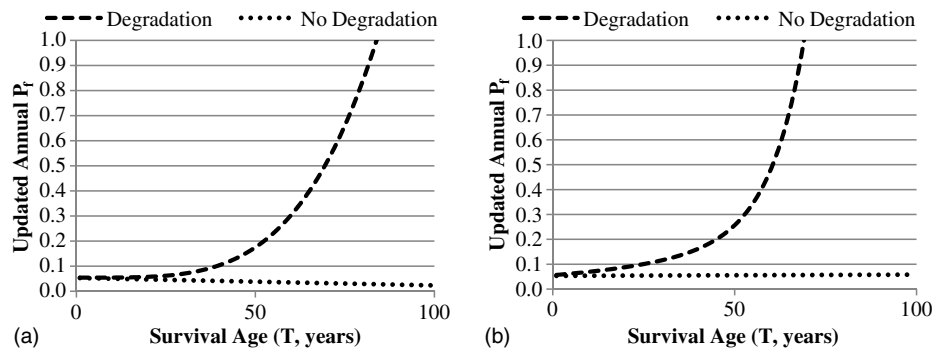 Degradation No Degradation
1.0
0.9
0.8
0.7
0.6
0.5
0.4
0.3
0.2
0.1
0.0
Updated Annual Pf
0 50 100
(a) Survival Age (T, years)
Degradation No Degradation
1.0
0.9
0.8
0.7
0.6
0.5
0.4
0.3
0.2
0.1
0.0
Updated Annual Pf
0 50 100
(b) Survival Age (T, years)